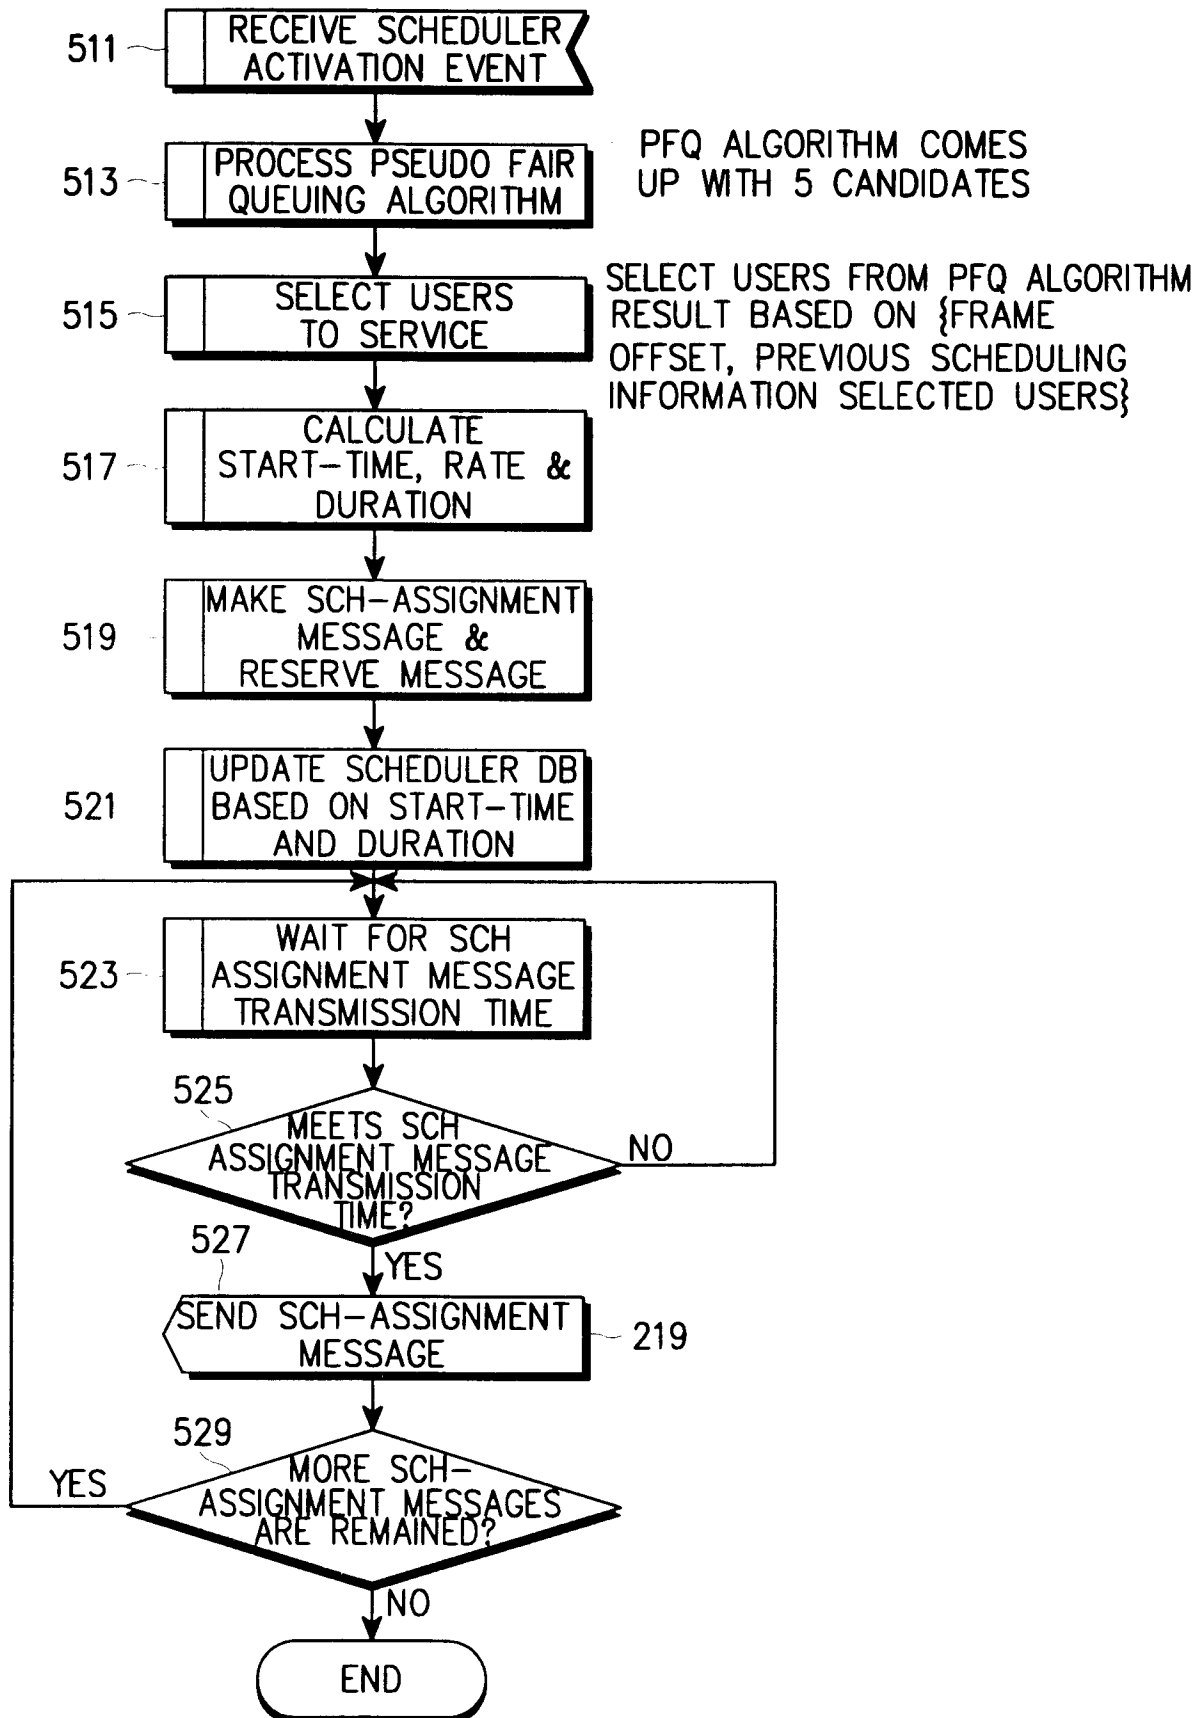 511
RECEIVE SCHEDULER
ACTIVATION EVENT
513
PROCESS PSEUDO FAIR
QUEUING ALGORITHM
PFQ ALGORITHM COMES
UP WITH 5 CANDIDATES
515
SELECT USERS
TO SERVICE
SELECT USERS FROM PFQ ALGORITHM
RESULT BASED ON {FRAME
OFFSET, PREVIOUS SCHEDULING
INFORMATION SELECTED USERS}
517
CALCULATE
START-TIME, RATE &
DURATION
519
MAKE SCH-ASSIGNMENT
MESSAGE &
RESERVE MESSAGE
521
UPDATE SCHEDULER DB
BASED ON START-TIME
AND DURATION
523
WAIT FOR SCH
ASSIGNMENT MESSAGE
TRANSMISSION TIME
525
MEETS SCH
ASSIGNMENT MESSAGE
TRANSMISSION
TIME?
NO
YES
527
SEND SCH-ASSIGNMENT
MESSAGE
219
529
MORE SCH-
ASSIGNMENT MESSAGES
ARE REMAINED?
YES
NO
END